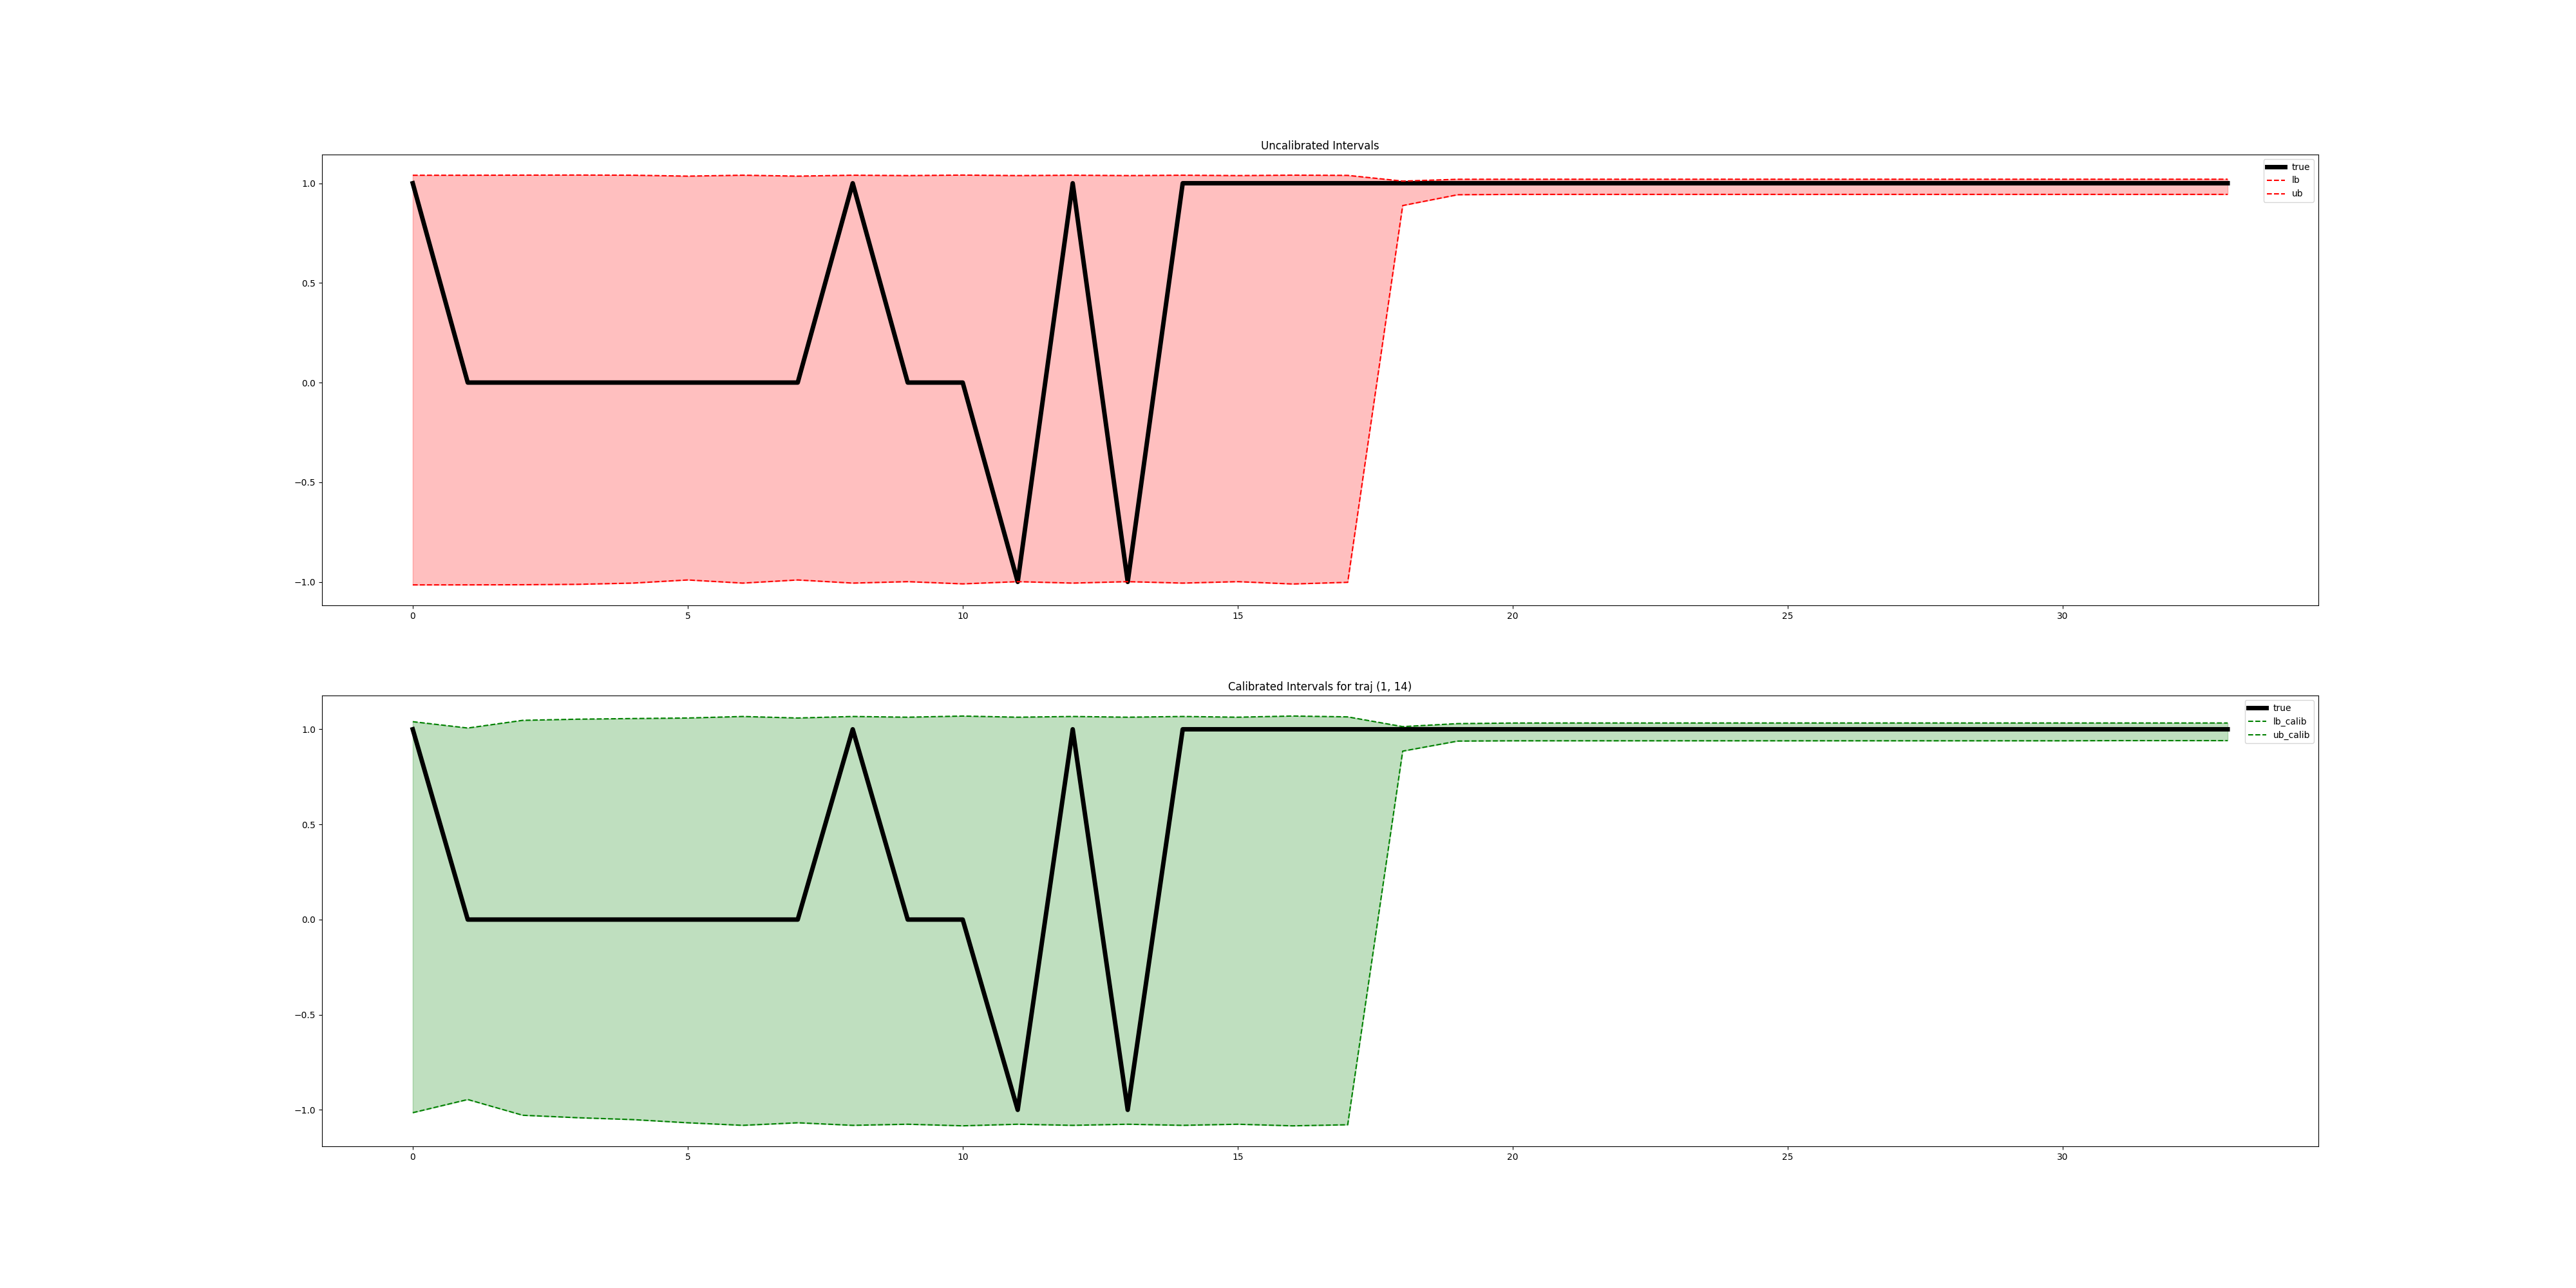 Uncalibrated Intervals
1.0
0.5
0.0
−0.5
−1.0
true
lb
ub
0 5 10 15 20 25 30
Calibrated Intervals for traj (1, 14)
1.0
0.5
0.0
−0.5
−1.0
true
lb_calib
ub_calib
0 5 10 15 20 25 30